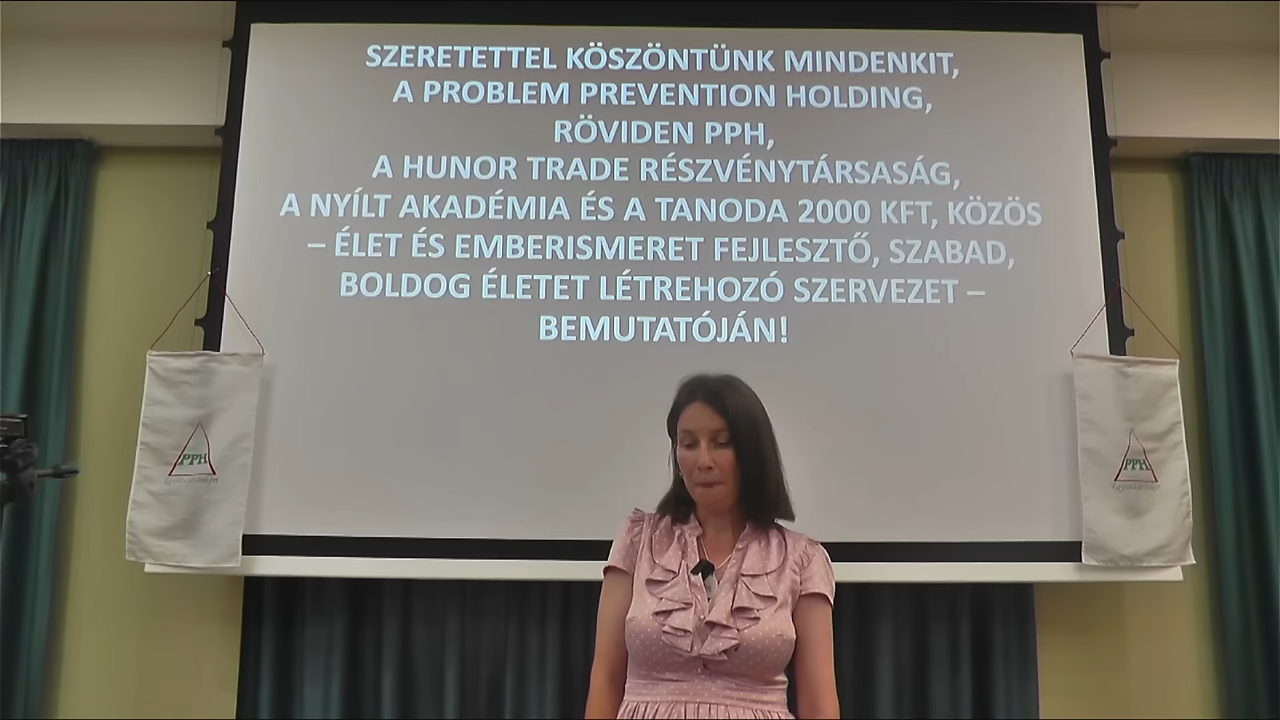 SZERETETTEL KÖSZÖNTÜNK MINDENKIT,
A PROBLEM PREVENTION HOLDING,
RÖVIDEN PPH,
A HUNOR TRADE RÉSZVÉNYTÁRSASÁG,
A NYÍLT AKADÉMIA ÉS A TANODA 2000 KFT, KÖZÖS
– ÉLET ÉS EMBERISMERET FEJLESZTŐ, SZABAD,
BOLDOG ÉLETET LÉTREHOZÓ SZERVEZET –
BEMUTATÓJÁN!
PPH
PPH